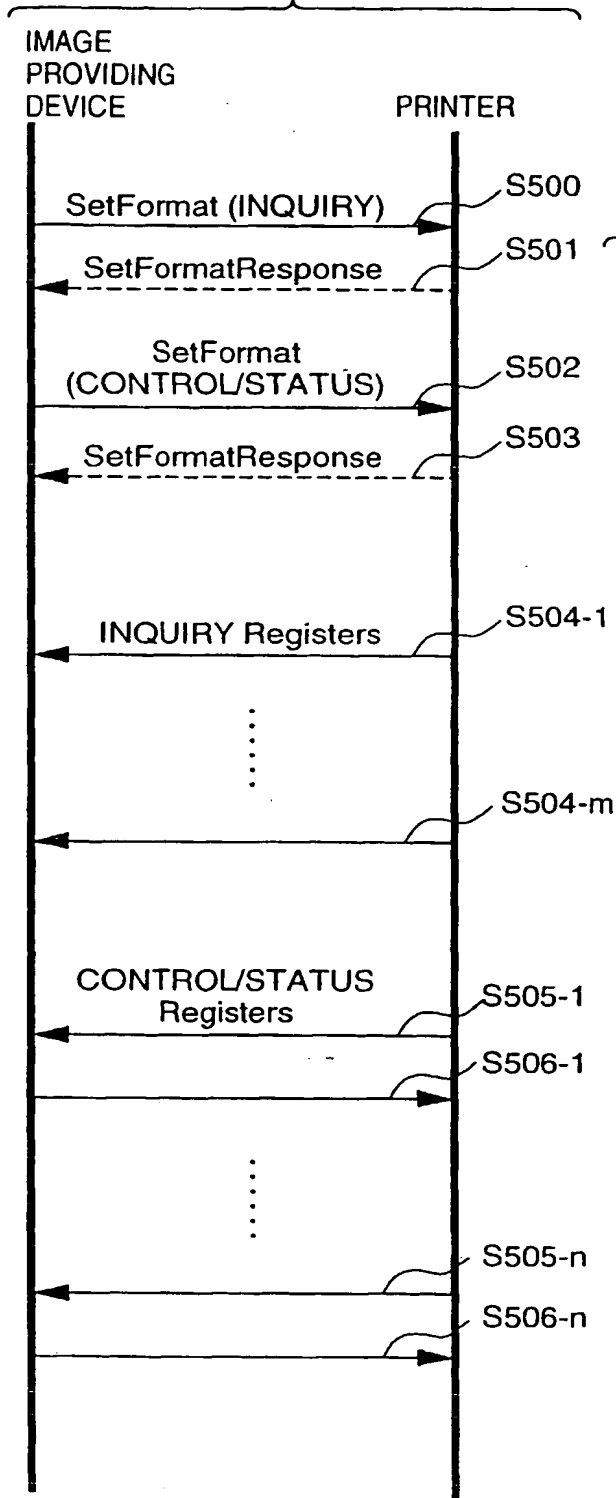 IMAGE
PROVIDING
DEVICE
PRINTER
S500
SetFormat (INQUIRY)
S501
SetFormatResponse
SetFormat
(CONTROL/STATUS)
S502
SetFormatResponse
S503
INQUIRY Registers
S504-1
S504-m
CONTROL/STATUS
Registers
S505-1
S506-1
S505-n
S506-n